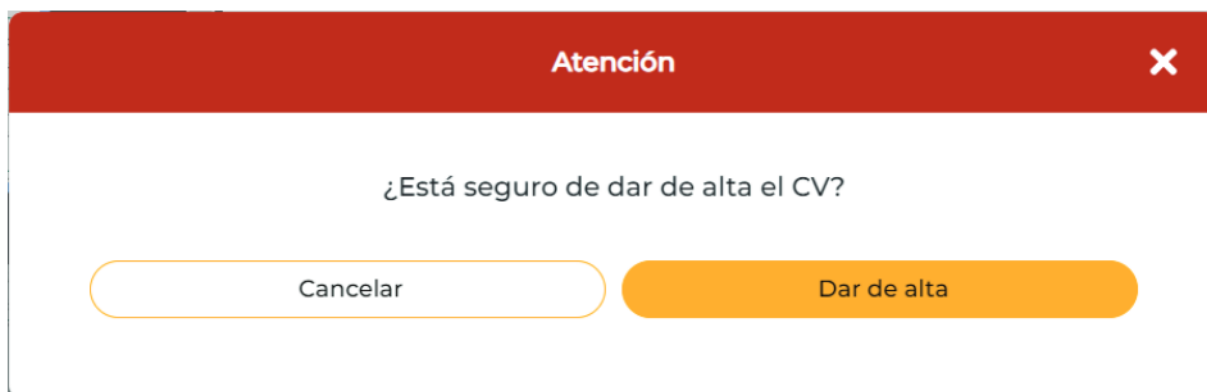 Atención
¿Está seguro de dar de alta el CV?
Cancelar
Dar de alta